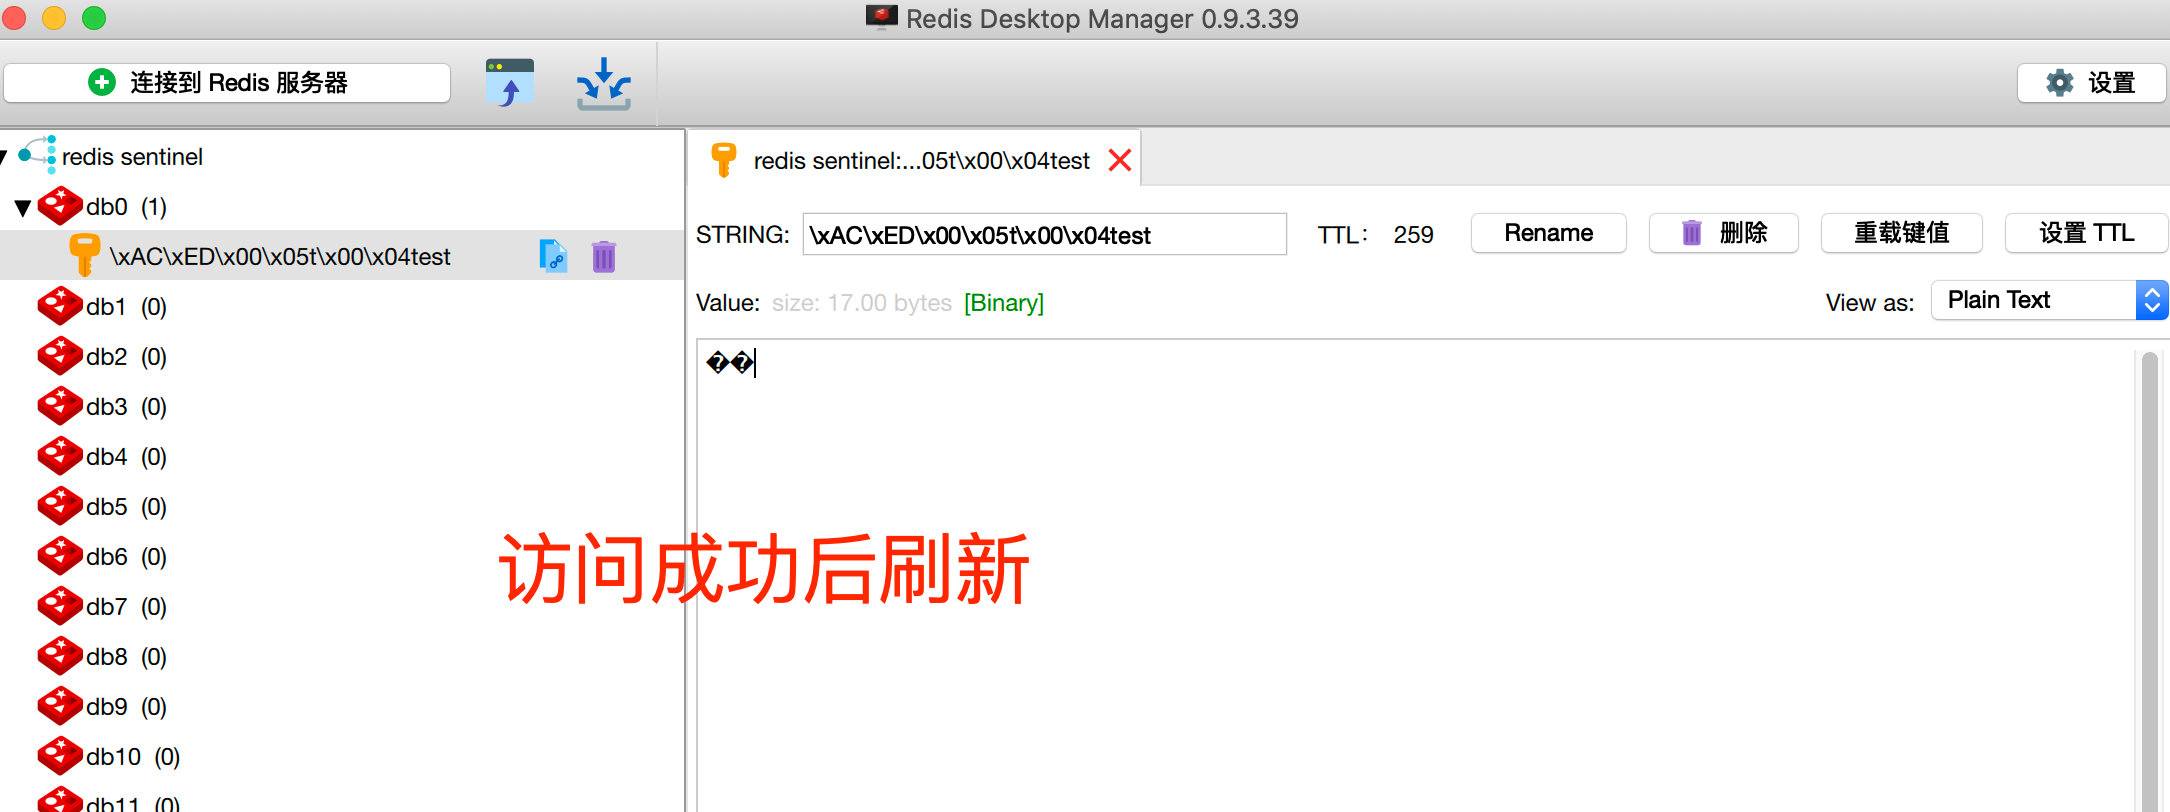 Redis Desktop Manager 0.9.3.39
连接到 Redis 服务器
设置
redis sentinel
db0 (1)
\xAC\xED\x00\x05t\x00\x04test
db1 (0)
db2 (0)
db3 (0)
db4 (0)
db5 (0)
db6 (0)
db7 (0)
db8 (0)
db9 (0)
db10 (0)
db11 (0)
redis sentinel:...05t\x00\x04test
STRING: \xAC\xED\x00\x05t\x00\x04test TTL: 259 Rename 删除 重载键值 设置 TTL
Value: size: 17.00 bytes [Binary] View as: Plain Text
��
访问成功后刷新